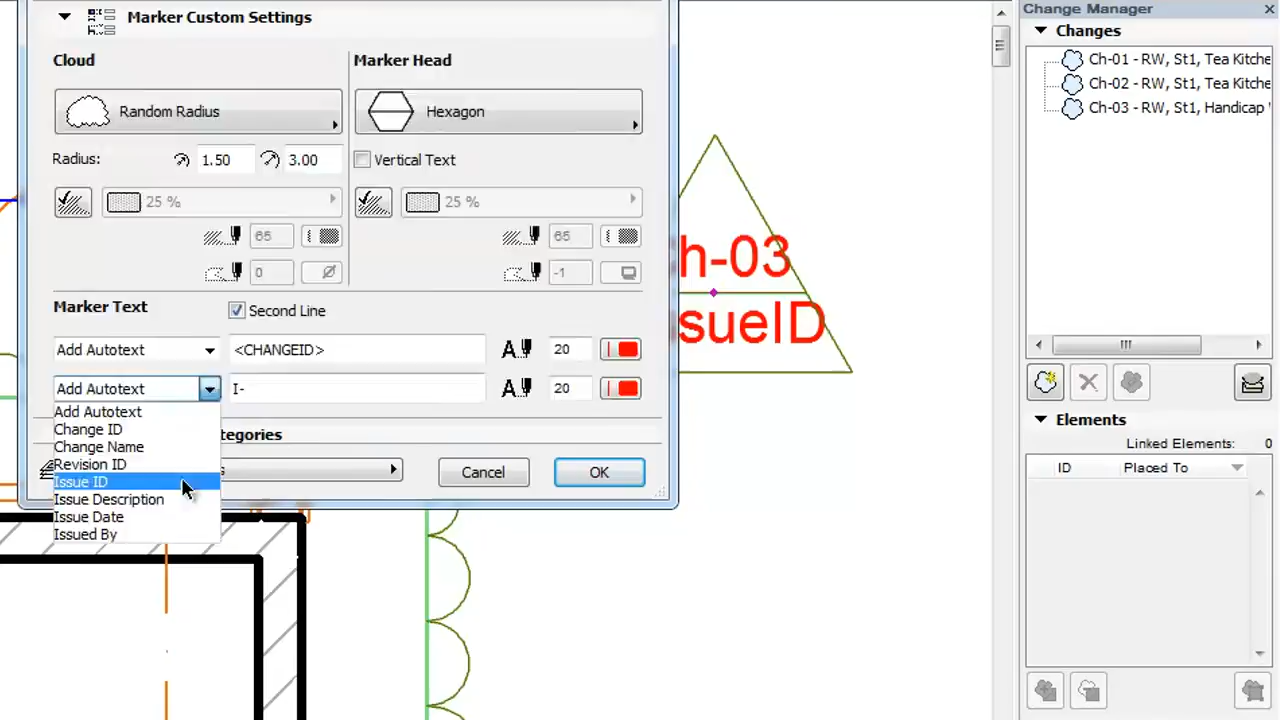 Marker Custom Settings
Cloud
Marker Head
Random Radius
Hexagon
Radius:
1.50
3.00
Vertical Text
25 %
25 %
65
65
0
-1
Marker Text
Second Line
Add Autotext
<CHANGEID>
20
Add Autotext
I-
20
Add Autotext
Change ID
Change Name
Revision ID
Issue ID
Issue Description
Issue Date
Issued By
tegories
s
Cancel
OK
h-03
sueID
Change Manager
Changes
Ch-01 - RW, St1, Tea Kitche
Ch-02 - RW, St1, Tea Kitche
Ch-03 - RW, St1, Handicap
Elements
Linked Elements: 0
ID
Placed To